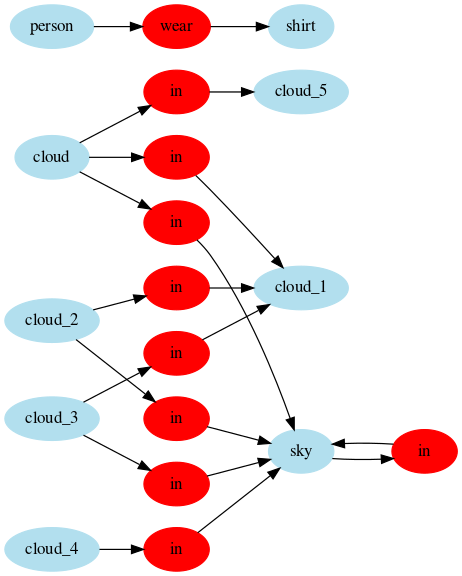 person wear shirt
in cloud_5
cloud in
in
in cloud_1
cloud_2
in
cloud_3 in
sky in
in
cloud_4 in